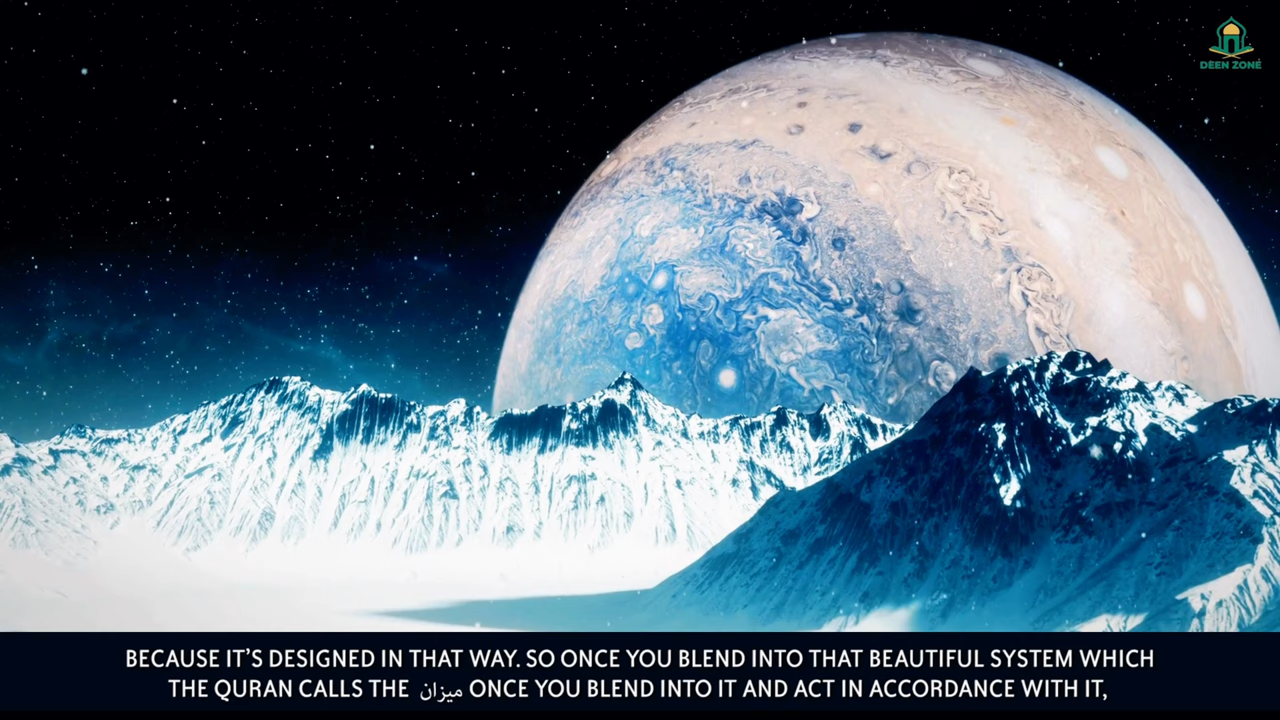 DEEN ZONE
BECAUSE IT'S DESIGNED IN THAT WAY. SO ONCE YOU BLEND INTO THAT BEAUTIFUL SYSTEM WHICH
THE QURAN CALLS THE ميزان ONCE YOU BLEND INTO IT AND ACT IN ACCORDANCE WITH IT,